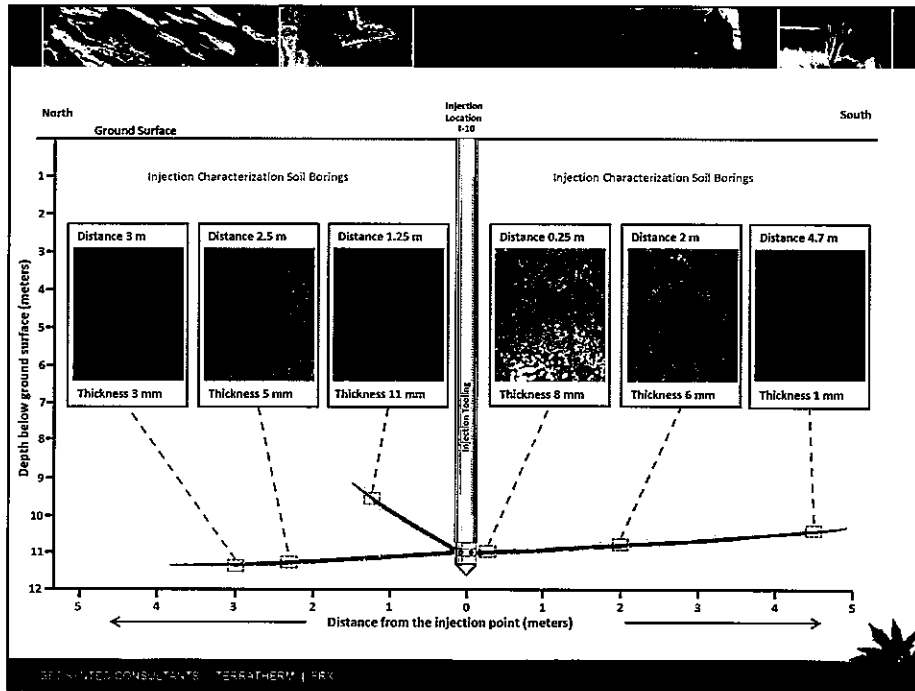 North
Injection
Location
I-10
South
Ground Surface
Injection Characterization Soil Borings
Injection Characterization Soil Borings
Distance 3 m
Distance 2.5 m
Distance 1.25 m
Distance 0.25 m
Distance 2 m
Distance 4.7 m
Thickness 3 mm
Thickness 5 mm
Thickness 11 mm
Thickness 8 mm
Thickness 6 mm
Thickness 1 mm
Injection Tooling
Depth below ground surface (meters)
1
2
3
4
5
6
7
8
9
10
11
12
5 4 3 2 1 0 1 2 3 4 5
Distance from the injection point (meters)
CONSULTANTS TERRATHERM | FRX